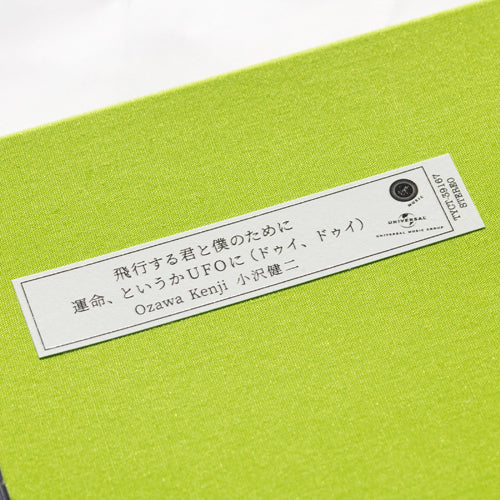 飛行する君と僕のために
運命、というかUFOに(ドゥイ、ドゥイ)
Ozawa Kenji 小沢健二
MUSIC
UNIVERSAL
UNIVERSAL MUSIC GROUP
TYCT-39167
STEREO